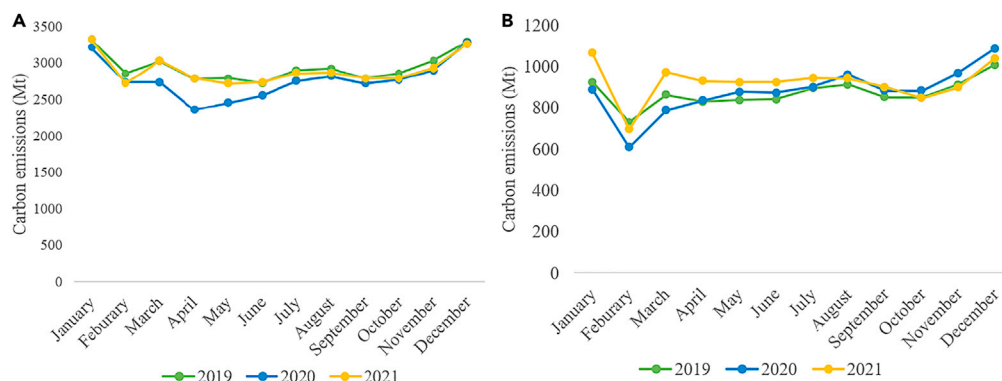 A
Carbon emissions (Mt)
3500
3000
2500
2000
1500
1000
500
0
January
Feburary
March
April
May
June
July
August
September
October
November
December
2019 2020 2021
B
Carbon emissions (Mt)
1200
1000
800
600
400
200
0
January
Feburary
March
April
May
June
July
August
September
October
November
December
2019 2020 2021